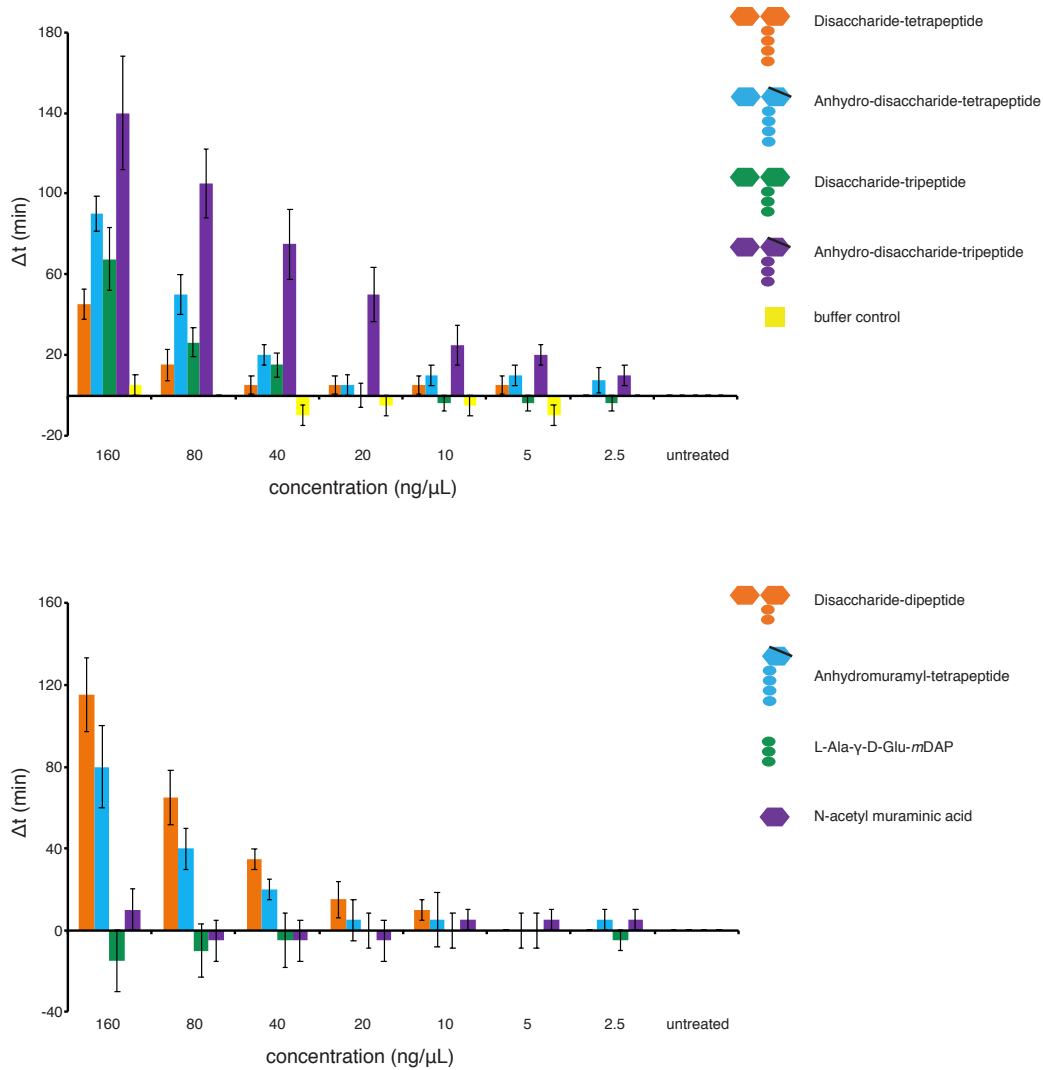 180
140
100
60
20
-20
Δt (min)
160 80 40 20 10 5 2.5 untreated
concentration (ng/µL)
Disaccharide-tetrapeptide
Anhydro-disaccharide-tetrapeptide
Disaccharide-tripeptide
Anhydro-disaccharide-tripeptide
buffer control
160
120
80
40
0
-40
Δt (min)
160 80 40 20 10 5 2.5 untreated
concentration (ng/µL)
Disaccharide-dipeptide
Anhydromuramyl-tetrapeptide
L-Ala-γ-D-Glu-mDAP
N-acetyl muraminic acid